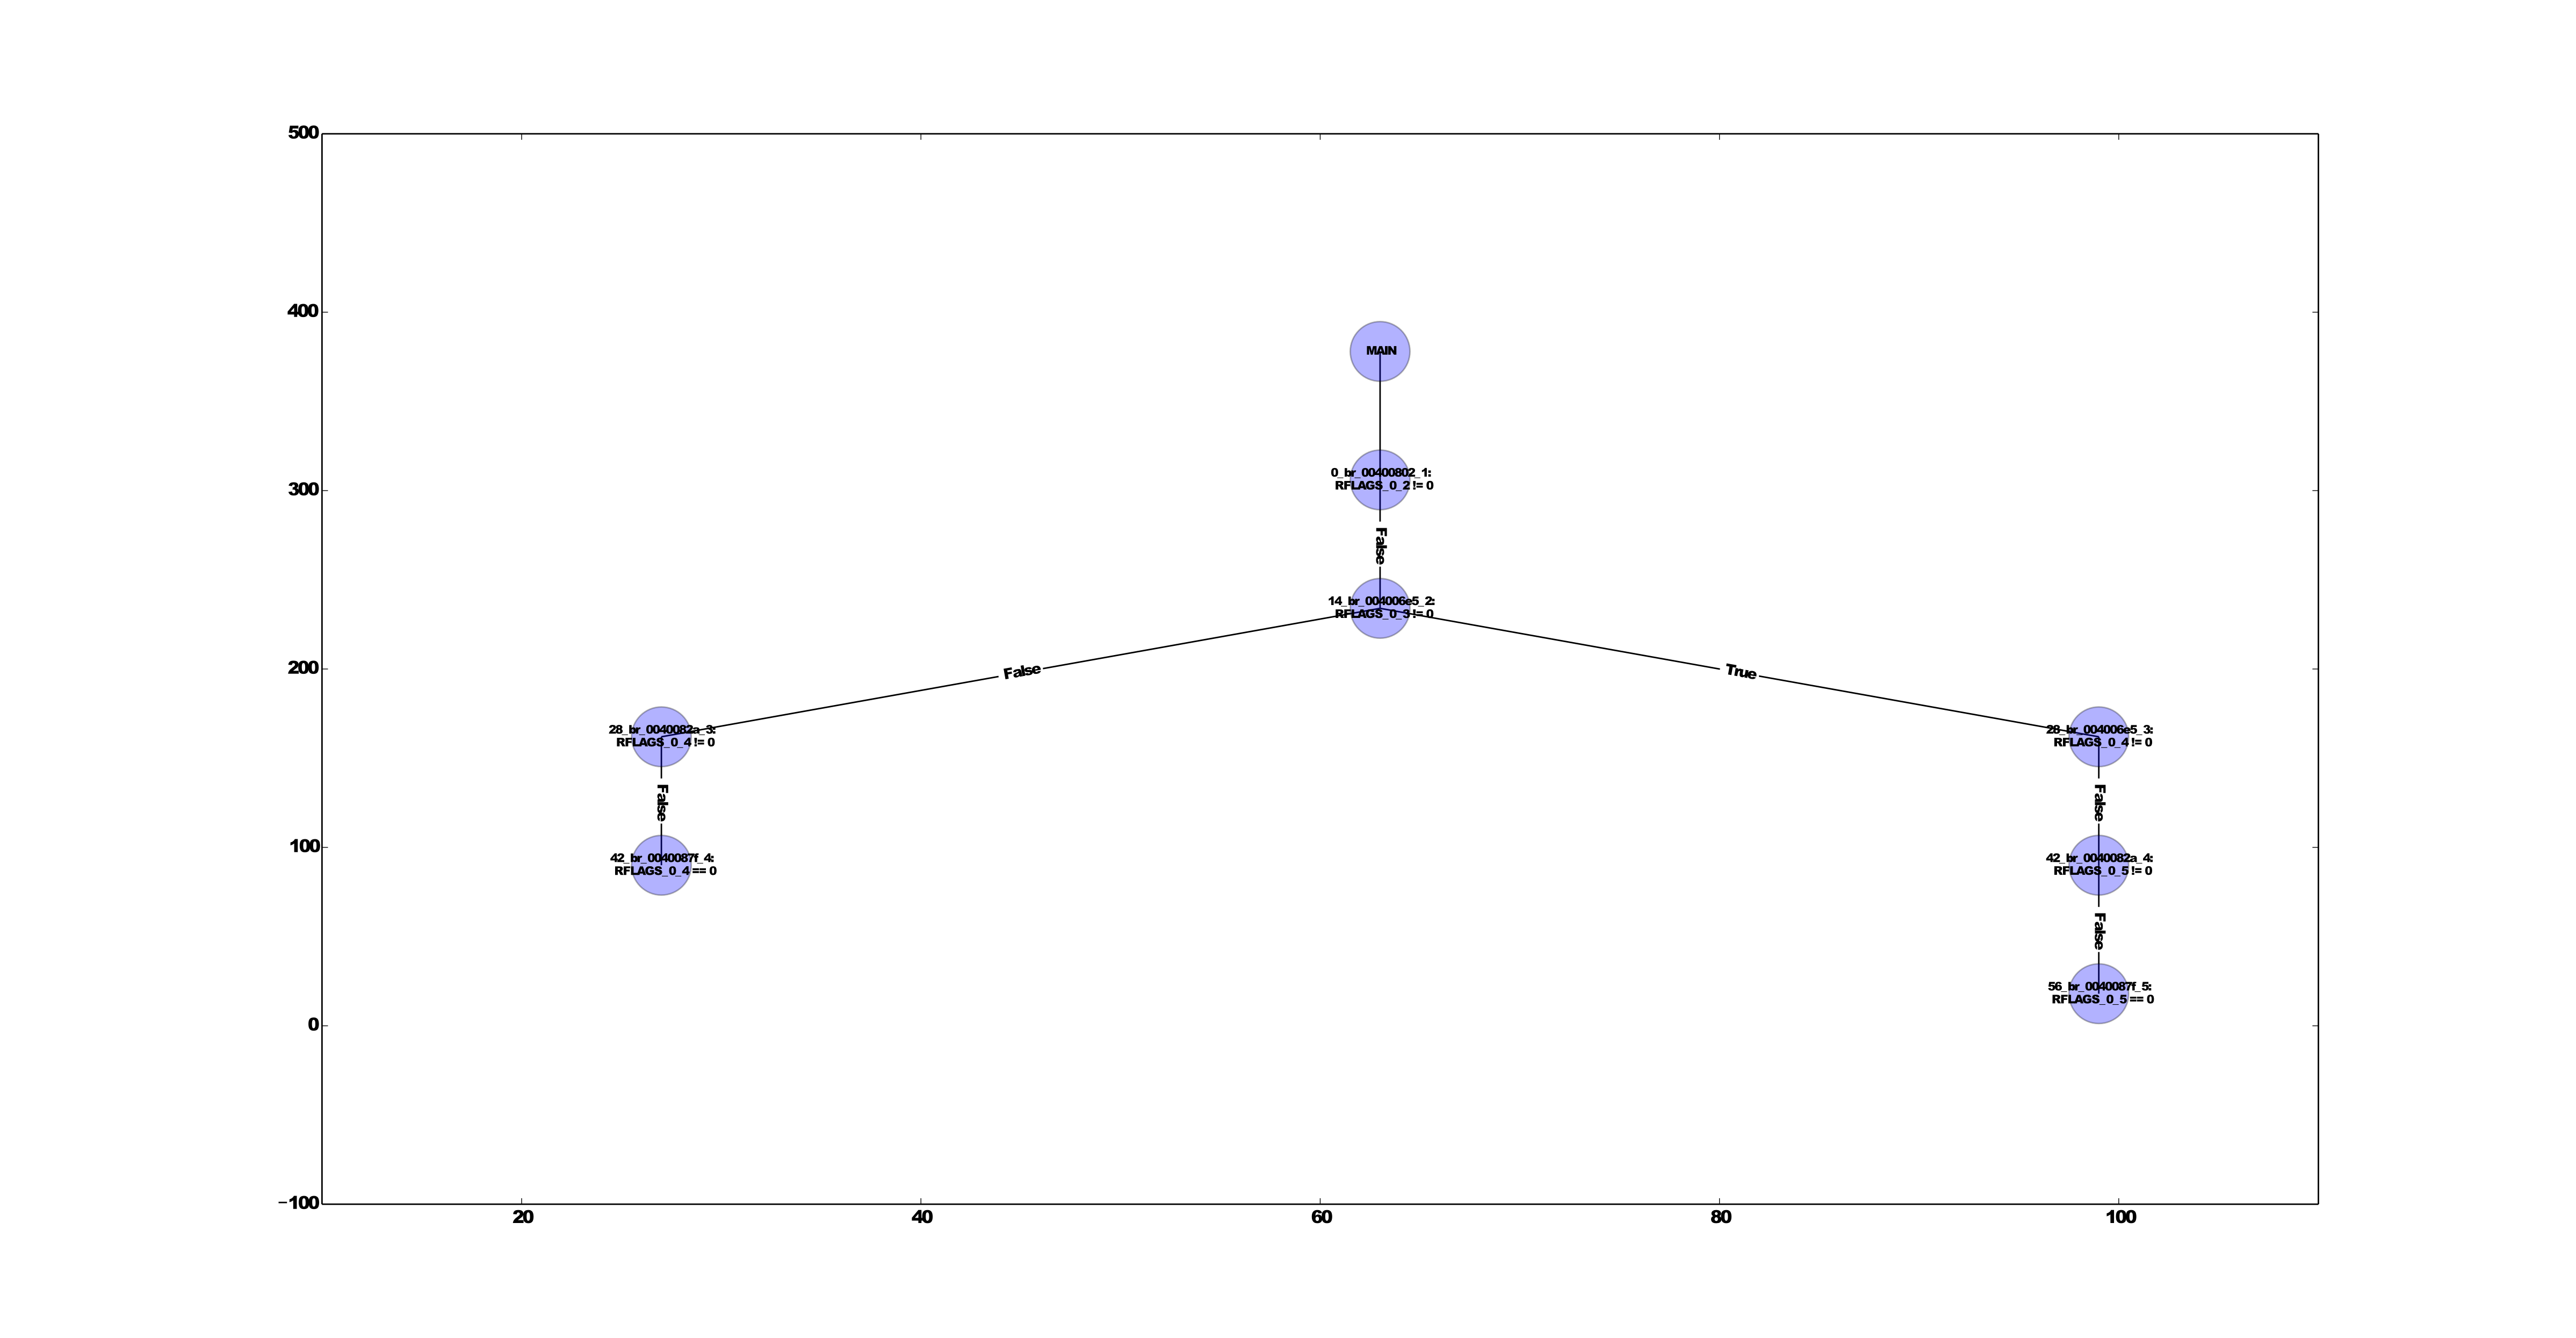 500
400
MAIN
300
0_br_00400802_1:
RFLAGS_0_2 != 0
False
14_br_004006e5_2:
RFLAGS_0_3 != 0
200
False
True
28_br_0040082a_3:
RFLAGS_0_4 != 0
28_br_004006e5_3:
RFLAGS_0_4 != 0
False
False
100
42_br_0040087f_4:
RFLAGS_0_4 == 0
42_br_0040082a_4:
RFLAGS_0_5 != 0
False
56_br_0040087f_5:
RFLAGS_0_5 == 0
0
−100
20
40
60
80
100